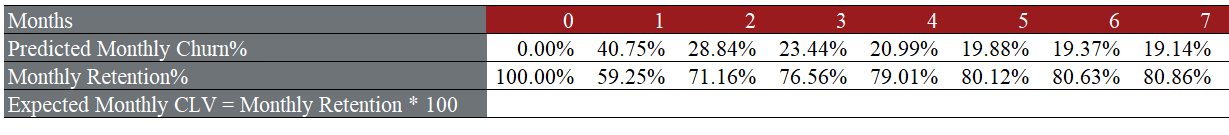 Months 0 1 2 3 4 5 6 7
Predicted Monthly Churn% 0.00% 40.75% 28.84% 23.44% 20.99% 19.88% 19.37% 19.14%
Monthly Retention% 100.00% 59.25% 71.16% 76.56% 79.01% 80.12% 80.63% 80.86%
Expected Monthly CLV = Monthly Retention * 100